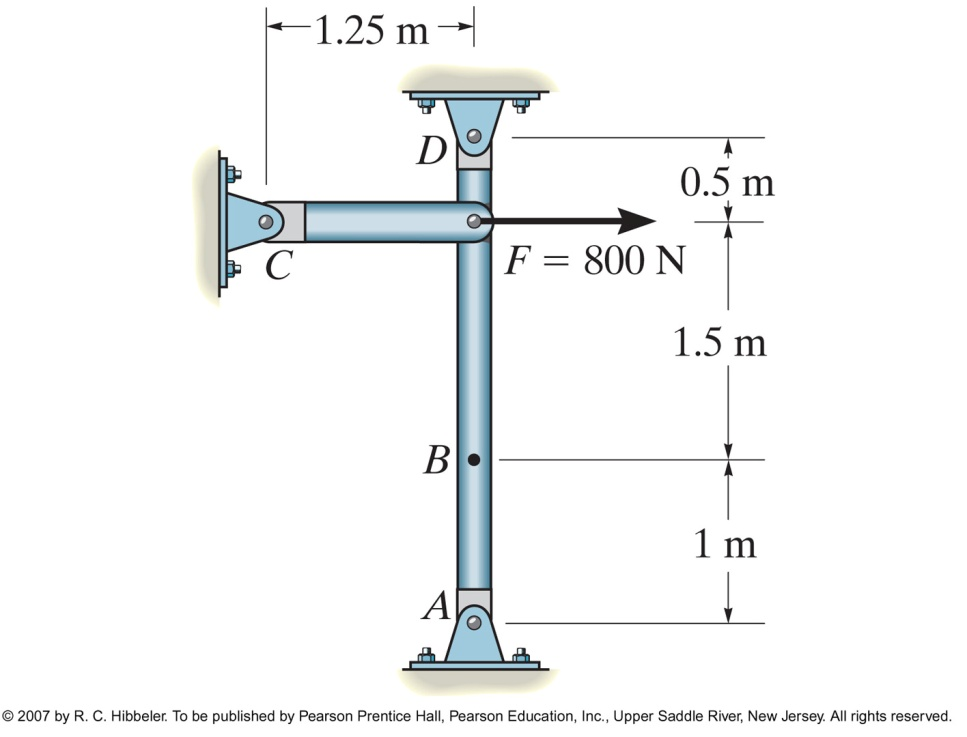 1.25 m
D
0.5 m
C
F = 800 N
1.5 m
B
1 m
A
© 2007 by R. C. Hibbeler. To be published by Pearson Prentice Hall, Pearson Education, Inc., Upper Saddle River, New Jersey. All rights reserved.